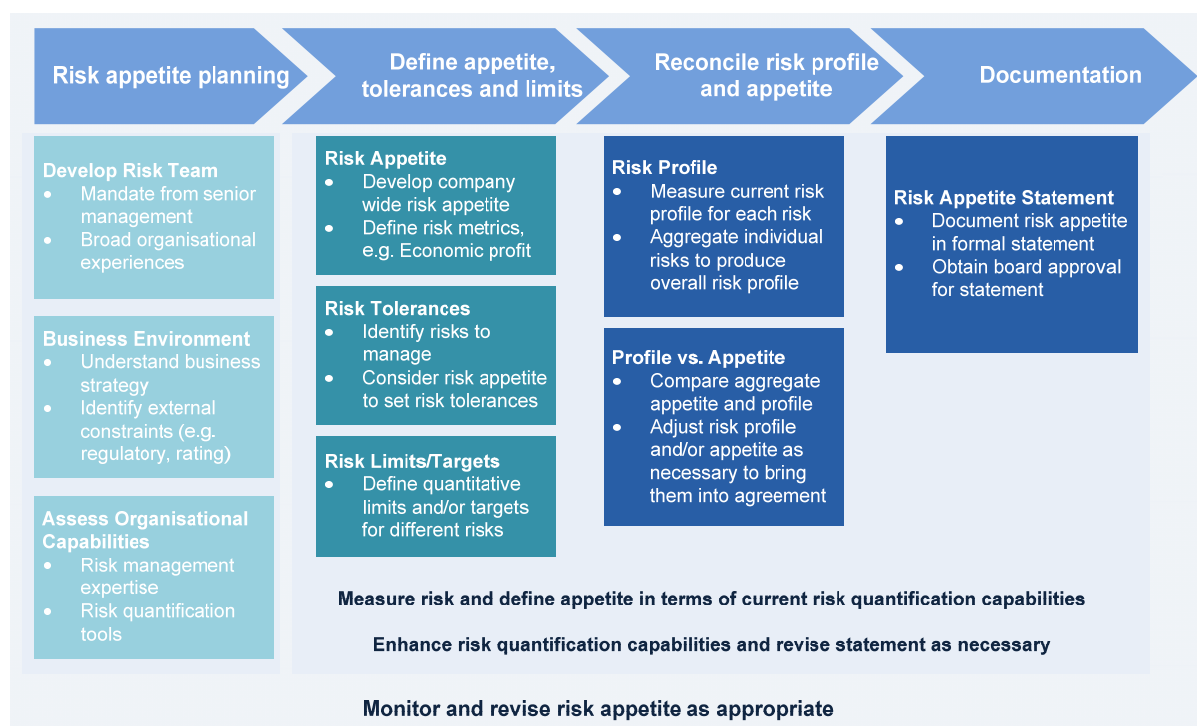 Risk appetite planning
Define appetite,
tolerances and limits
Reconcile risk profile
and appetite
Documentation
Develop Risk Team
• Mandate from senior
management
• Broad organisational
experiences
Business Environment
• Understand business
strategy
• Identify external
constraints (e.g.
regulatory, rating)
Assess Organisational
Capabilities
• Risk management
expertise
• Risk quantification
tools
Risk Appetite
• Develop company
wide risk appetite
• Define risk metrics,
e.g. Economic profit
Risk Tolerances
• Identify risks to
manage
• Consider risk appetite
to set risk tolerances
Risk Limits/Targets
• Define quantitative
limits and/or targets
for different risks
Risk Profile
• Measure current risk
profile for each risk
• Aggregate individual
risks to produce
overall risk profile
Profile vs. Appetite
• Compare aggregate
appetite and profile
• Adjust risk profile
and/or appetite as
necessary to bring
them into agreement
Risk Appetite Statement
• Document risk appetite
in formal statement
• Obtain board approval
for statement
Measure risk and define appetite in terms of current risk quantification capabilities
Enhance risk quantification capabilities and revise statement as necessary
Monitor and revise risk appetite as appropriate